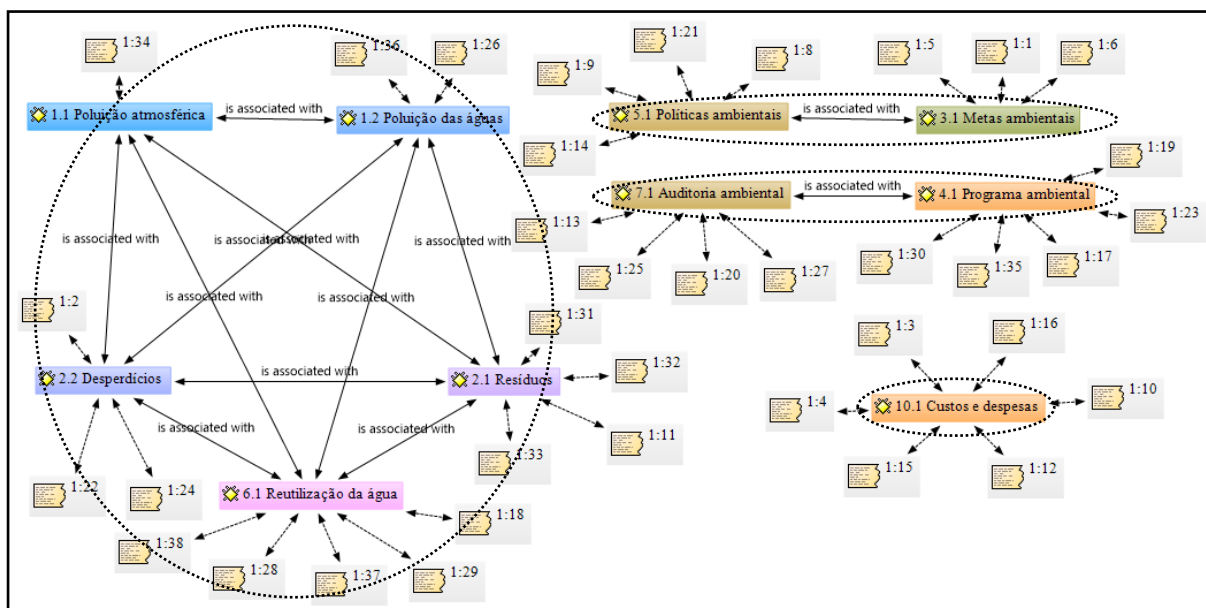 1:34
1:36
1:26
is associated with
1.1 Poluição atmosférica
1.2 Poluição das águas
is associated with
is associated with
is associated with
is associated with
is associated with
is associated with
1:2
1:31
is associated with
2.2 Desperdícios
2.1 Resíduos
1:32
is associated with
is associated with
1:11
1:33
1:22
1:24
6.1 Reutilização da água
1:18
1:38
1:28
1:37
1:29
1:21
1:8
1:9
1:5
1:1
1:6
is associated with
5.1 Políticas ambientais
3.1 Metas ambientais
1:14
1:19
is associated with
7.1 Auditoria ambiental
4.1 Programa ambiental
1:13
1:23
1:25
1:20
1:27
1:30
1:35
1:17
1:3
1:16
1:4
10.1 Custos e despesas
1:10
1:15
1:12